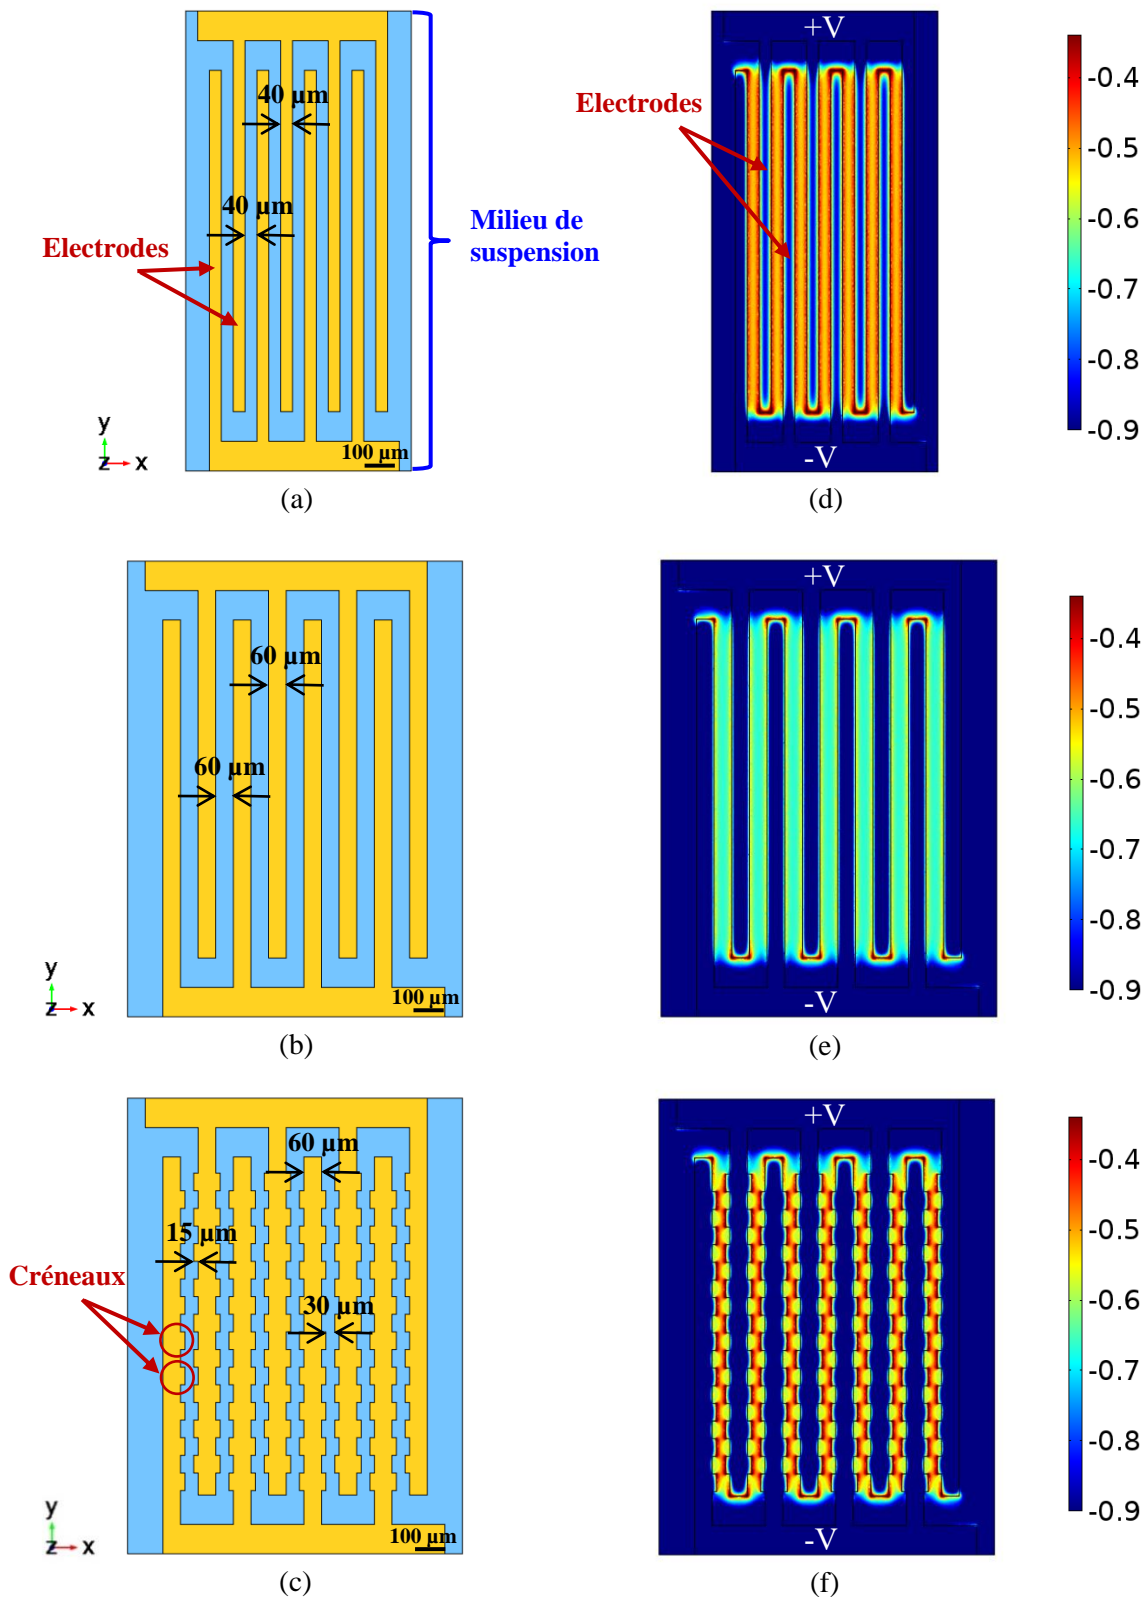 40 µm
40 µm
Electrodes
Milieu de
suspension
y
z x
100 µm
(a)
+V
Electrodes
-V
-0.4
-0.5
-0.6
-0.7
-0.8
-0.9
(d)
60 µm
60 µm
y
z x
100 µm
(b)
+V
-V
-0.4
-0.5
-0.6
-0.7
-0.8
-0.9
(e)
60 µm
15 µm
Créneaux
30 µm
y
z x
100 µm
(c)
+V
-V
-0.4
-0.5
-0.6
-0.7
-0.8
-0.9
(f)